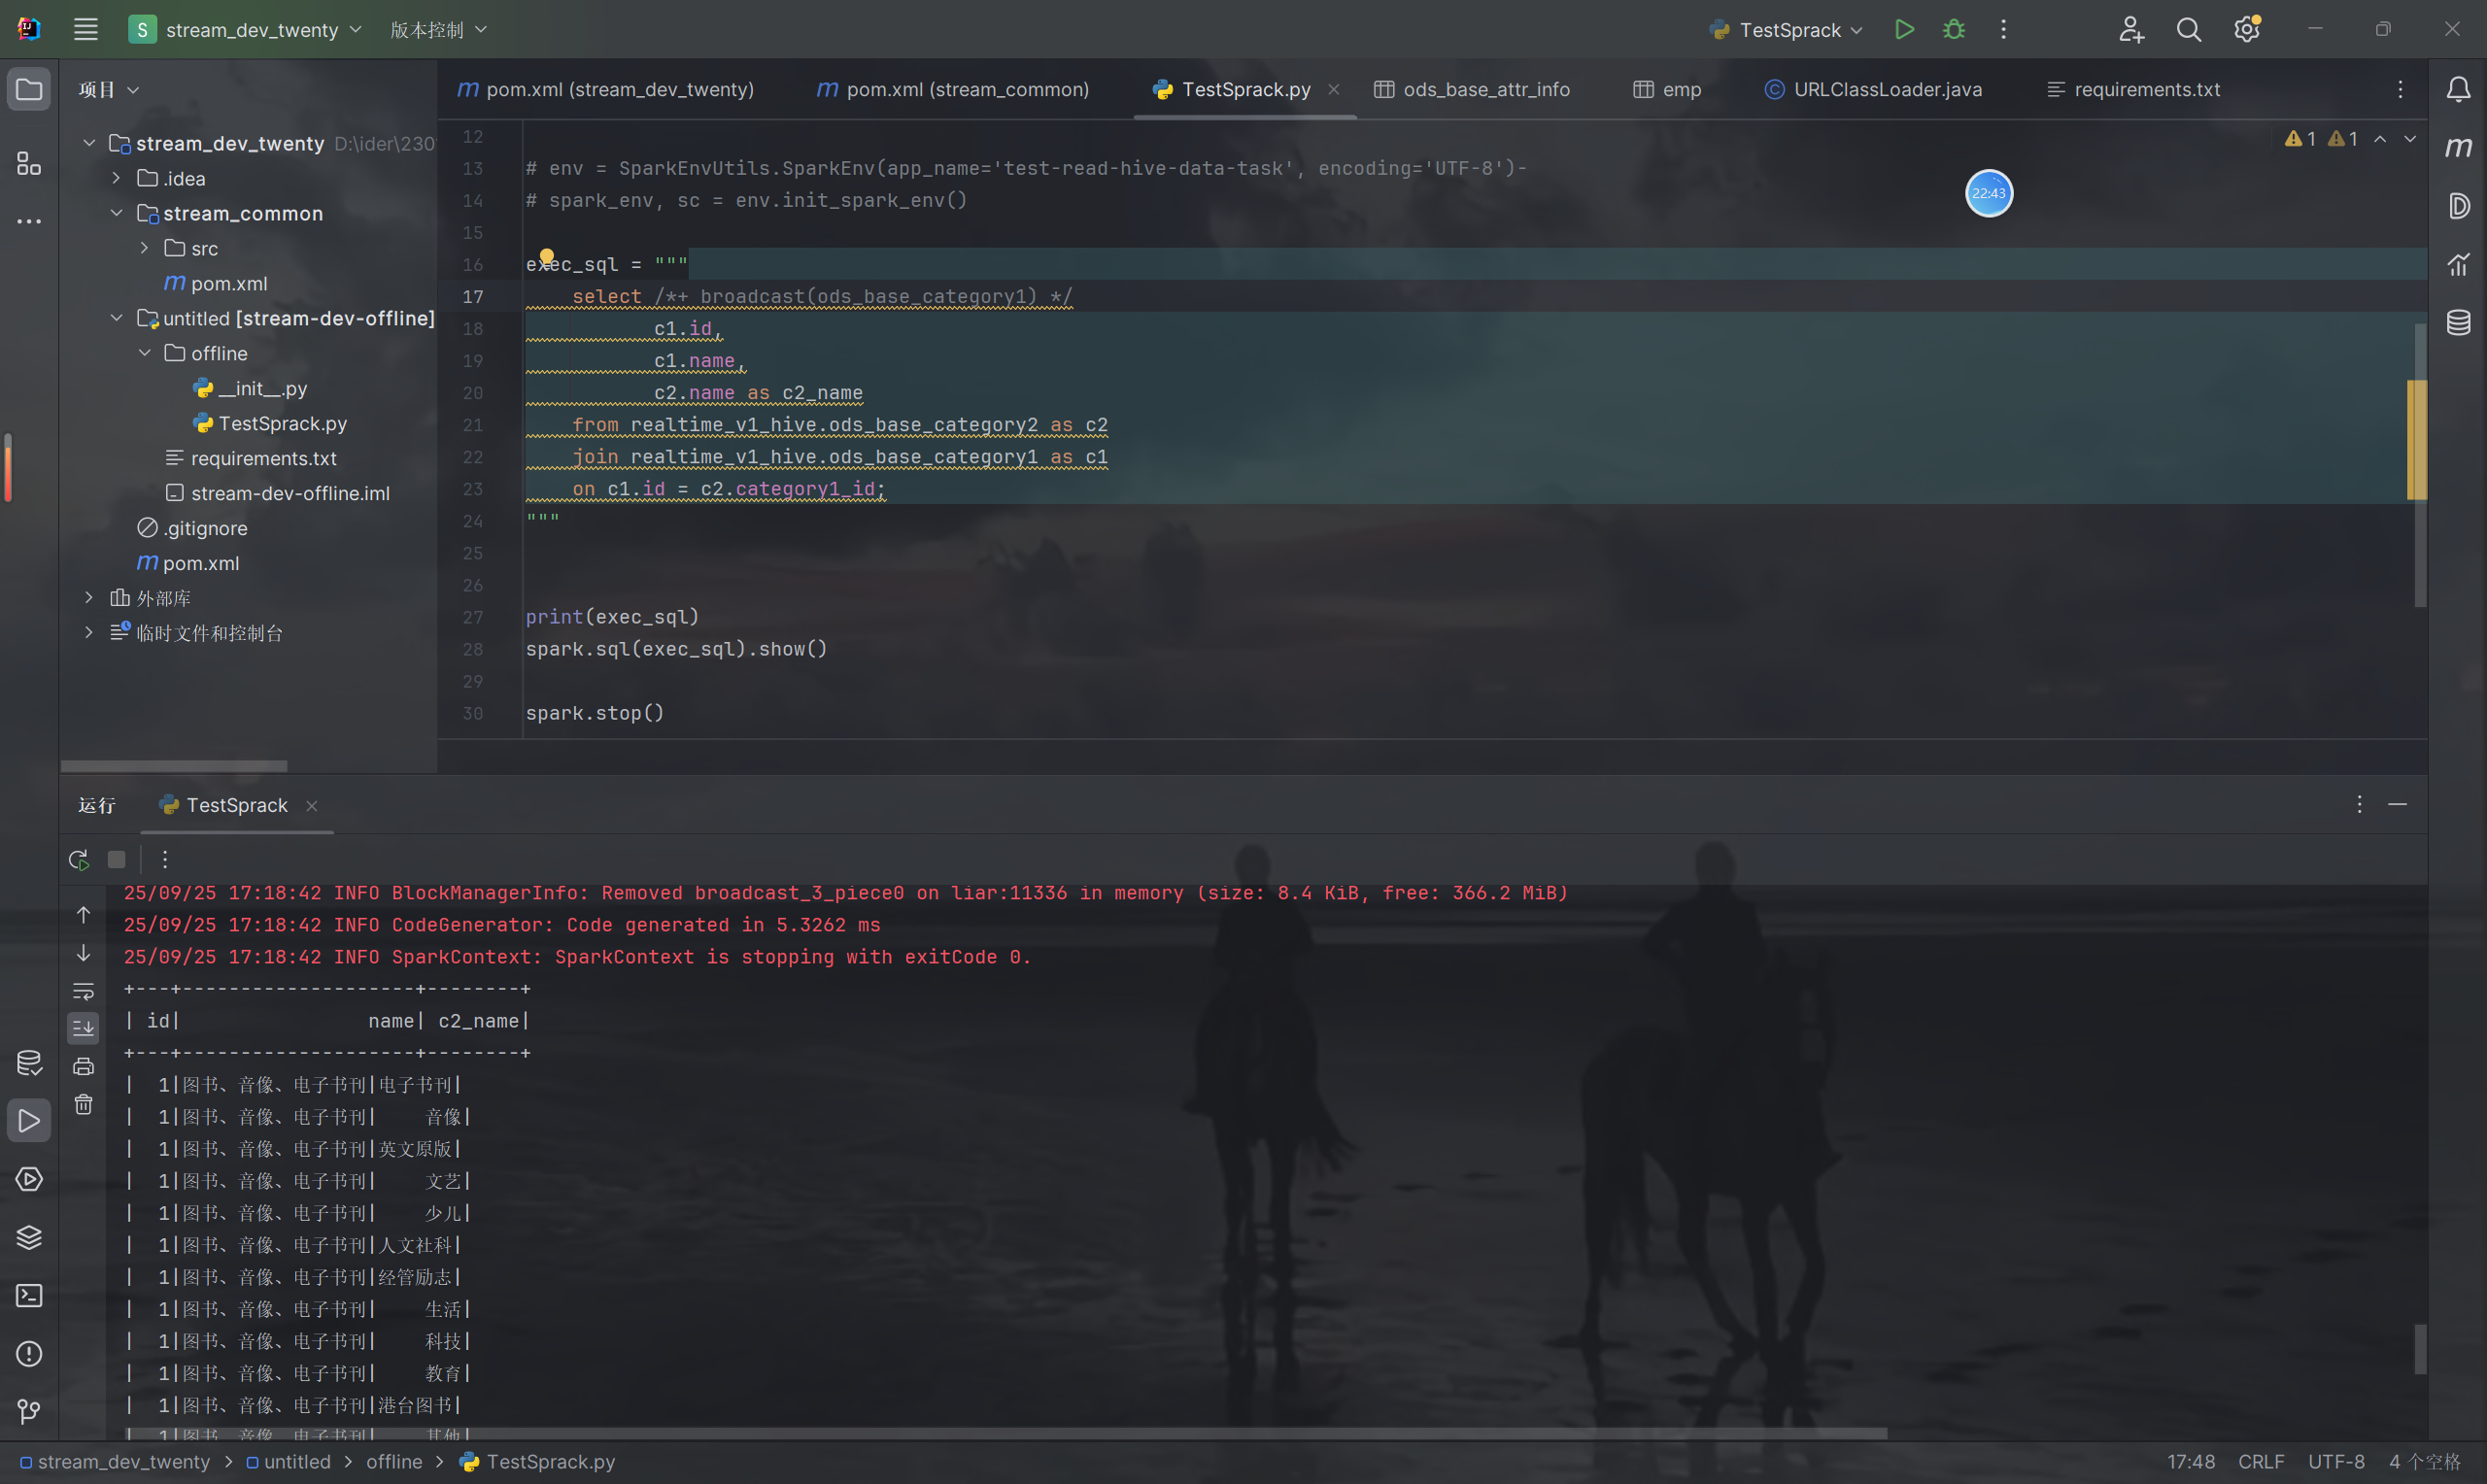 S stream_dev_twenty 版本控制 TestSprack
项目
pom.xml (stream_dev_twenty) pom.xml (stream_common) TestSprack.py ods_base_attr_info emp URLClassLoader.java requirements.txt
stream_dev_twenty D:\ider\230
.idea
stream_common
src
pom.xml
untitled [stream-dev-offline]
offline
__init__.py
TestSprack.py
requirements.txt
stream-dev-offline.iml
.gitignore
pom.xml
外部库
临时文件和控制台
1 1
22:43
12
13 # env = SparkEnvUtils.SparkEnv(app_name='test-read-hive-data-task', encoding='UTF-8')-
14 # spark_env, sc = env.init_spark_env()
15
16 exec_sql = """
17 select /*+ broadcast(ods_base_category1) */
18 c1.id,
19 c1.name,
20 c2.name as c2_name
21 from realtime_v1_hive.ods_base_category2 as c2
22 join realtime_v1_hive.ods_base_category1 as c1
23 on c1.id = c2.category1_id;
24 """
25
26
27 print(exec_sql)
28 spark.sql(exec_sql).show()
29
30 spark.stop()
运行 TestSprack
25/09/25 17:18:42 INFO BlockManagerInfo: Removed broadcast_3_piece0 on liar:11336 in memory (size: 8.4 KiB, free: 366.2 MiB)
25/09/25 17:18:42 INFO CodeGenerator: Code generated in 5.3262 ms
25/09/25 17:18:42 INFO SparkContext: SparkContext is stopping with exitCode 0.
+---+--------------------+--------+
| id|                name| c2_name|
+---+--------------------+--------+
|  1|图书、音像、电子书刊|电子书刊|
|  1|图书、音像、电子书刊|    音像|
|  1|图书、音像、电子书刊|英文原版|
|  1|图书、音像、电子书刊|    文艺|
|  1|图书、音像、电子书刊|    少儿|
|  1|图书、音像、电子书刊|人文社科|
|  1|图书、音像、电子书刊|经管励志|
|  1|图书、音像、电子书刊|    生活|
|  1|图书、音像、电子书刊|    科技|
|  1|图书、音像、电子书刊|    教育|
|  1|图书、音像、电子书刊|港台图书|
|  1|图书、音像、电子书刊|    其他|
stream_dev_twenty > untitled > offline > TestSprack.py
17:48 CRLF UTF-8 4 个空格